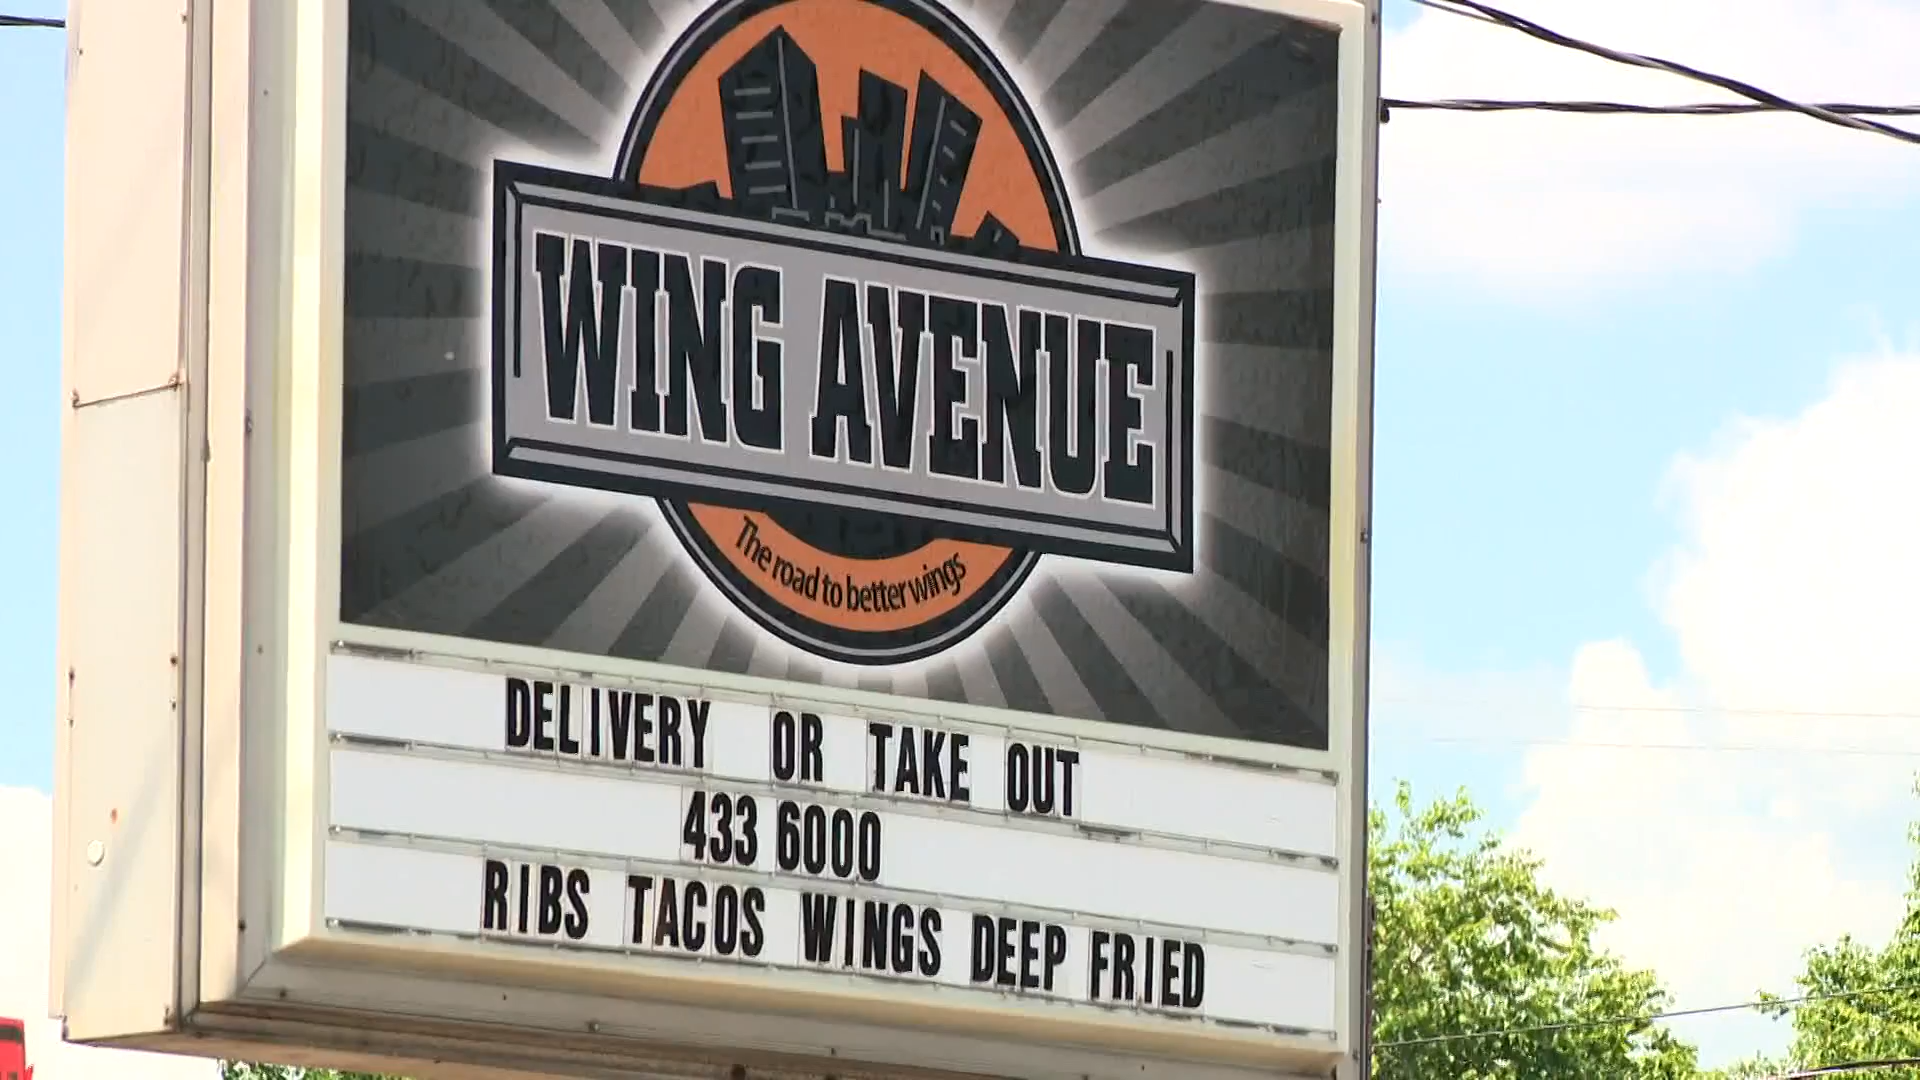 WING AVENUE
The road to better wings
DELIVERY OR TAKE OUT
433 6000
RIBS TACOS WINGS DEEP FRIED